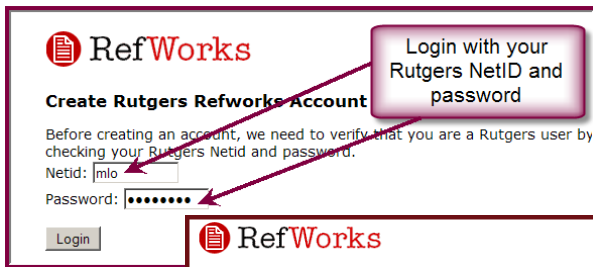 RefWorks
Login with your
Rutgers NetID and
password
Create Rutgers Refworks Account
Before creating an account, we need to verify that you are a Rutgers user by
checking your Rutgers Netid and password.
Netid: mlo
Password: ••••••••
Login
RefWorks